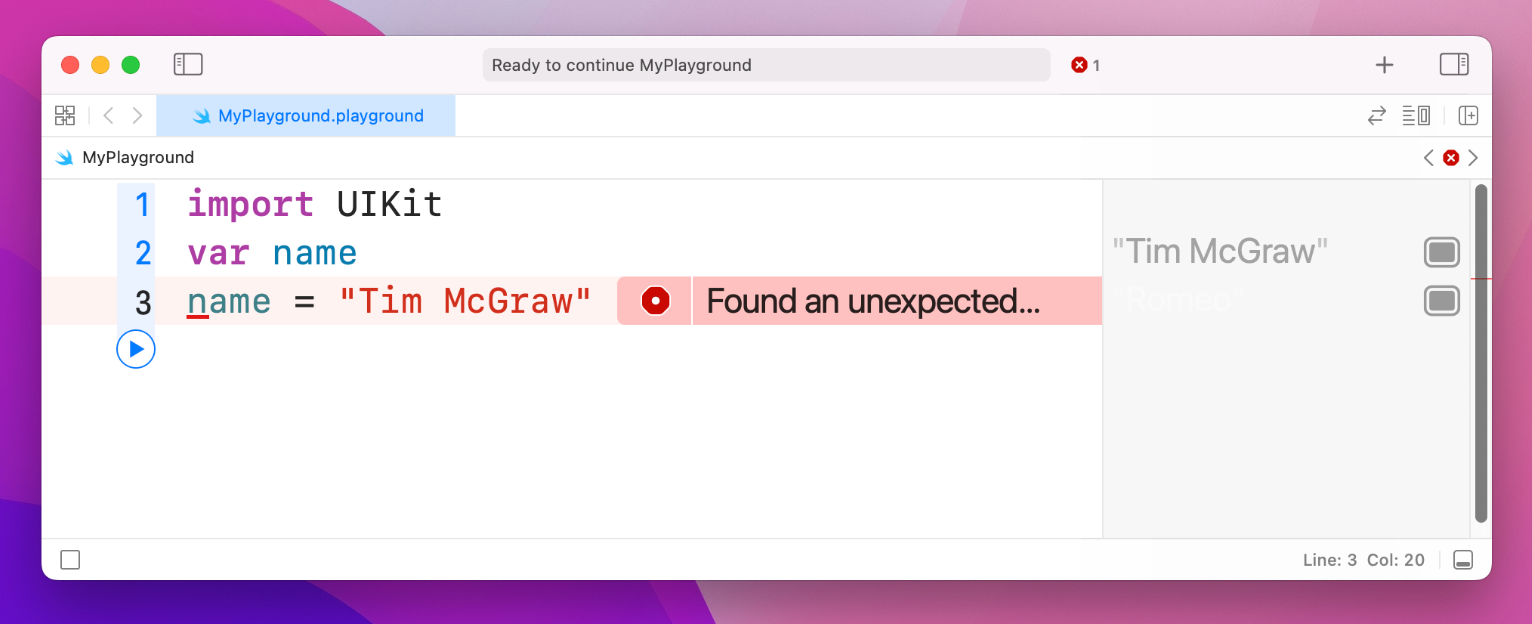 Ready to continue MyPlayground
1
MyPlayground.playground
MyPlayground
1 import UIKit
2 var name
3 name = "Tim McGraw" Found an unexpected...
"Tim McGraw"
"Romeo"
Line: 3 Col: 20